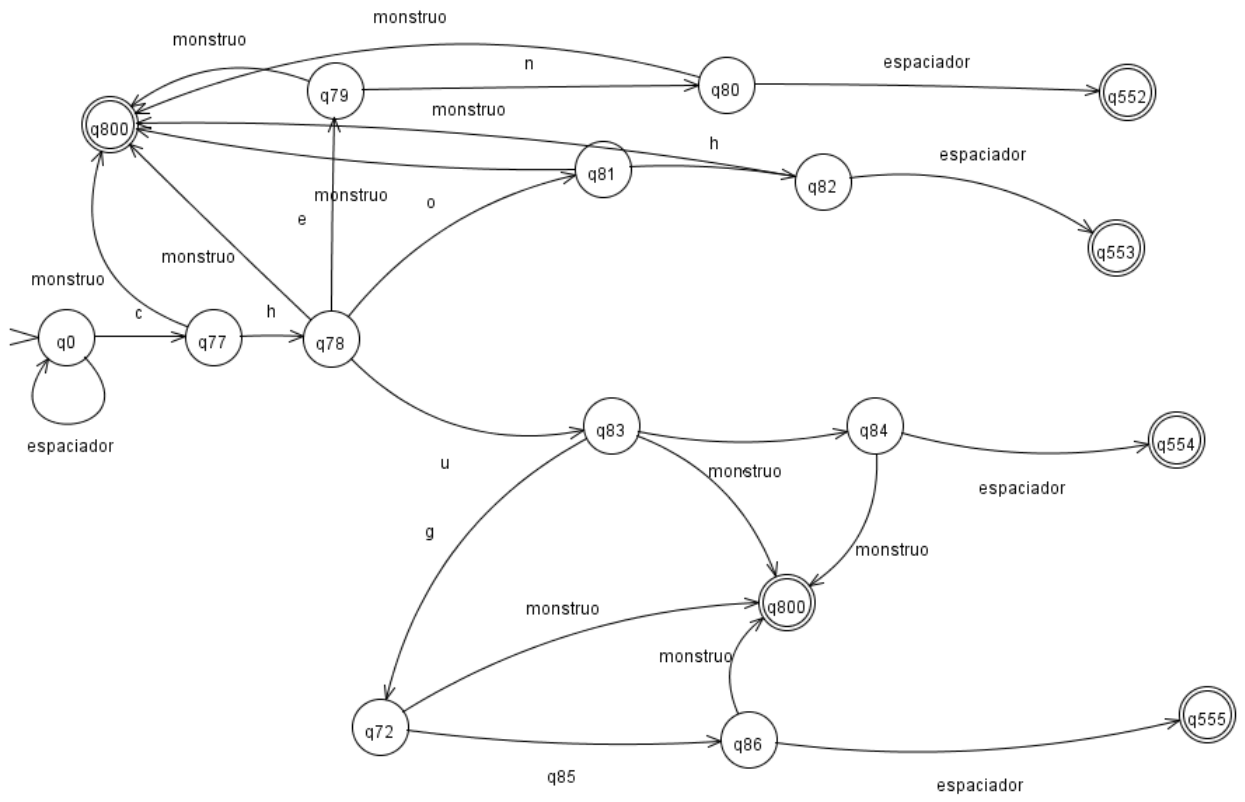 monstruo
monstruo
n
espaciador
q79
q80
q552
q800
monstruo
h
espaciador
q81
q82
monstruo
o
e
q553
monstruo
monstruo
c
h
q0
q77
q78
espaciador
q83
q84
q554
u
monstruo
espaciador
g
monstruo
monstruo
q800
monstruo
q72
q86
q555
q85
espaciador